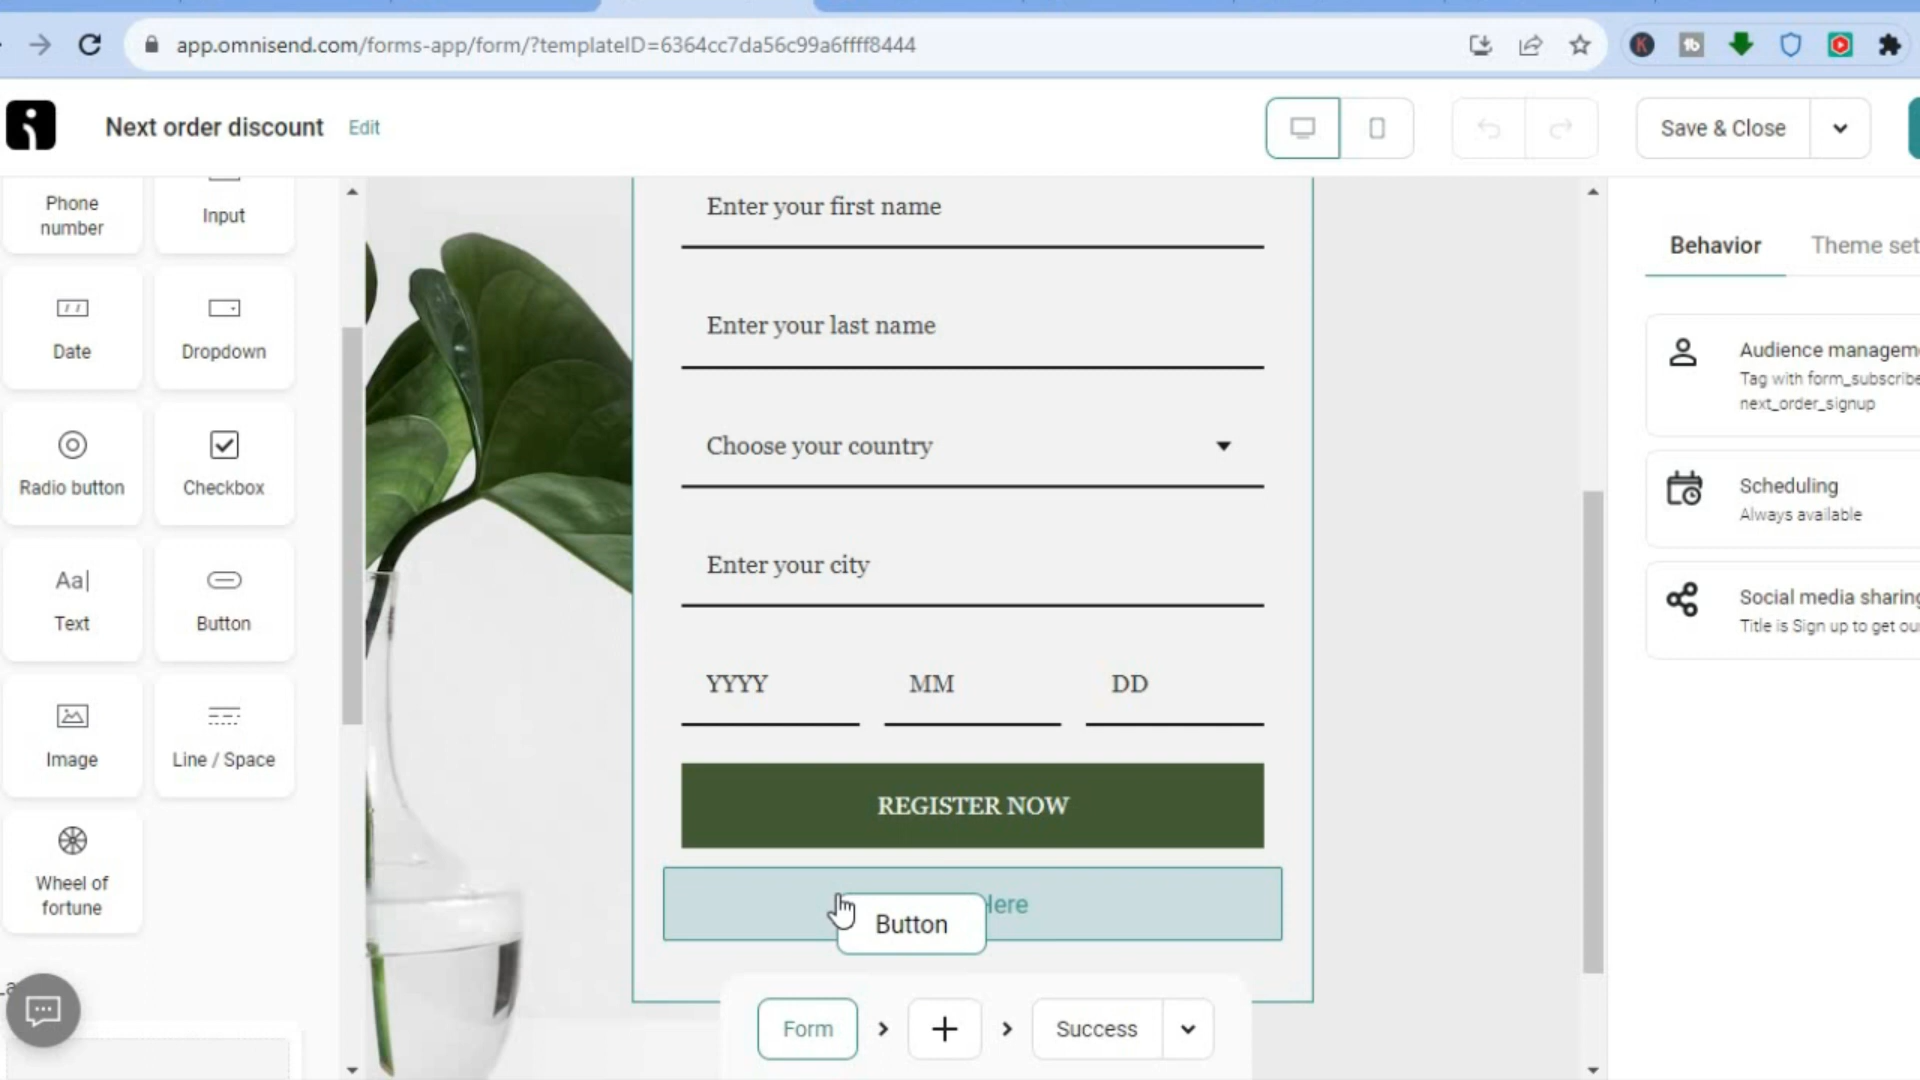 app.omnisend.com/forms-app/form/?templateID=6364cc7da56c99a6ffff8444
Next order discount
Edit
Save & Close
Phone
number
Input
Date
Dropdown
Radio button
Checkbox
Aa|
Text
Button
Image
Line / Space
Wheel of
fortune
Enter your first name
Enter your last name
Choose your country
Enter your city
YYYY
MM
DD
REGISTER NOW
Button
Form
Success
Behavior
Theme set
Audience managem
Tag with form_subscribe
next_order_signup
Scheduling
Always available
Social media sharing
Title is Sign up to get ou